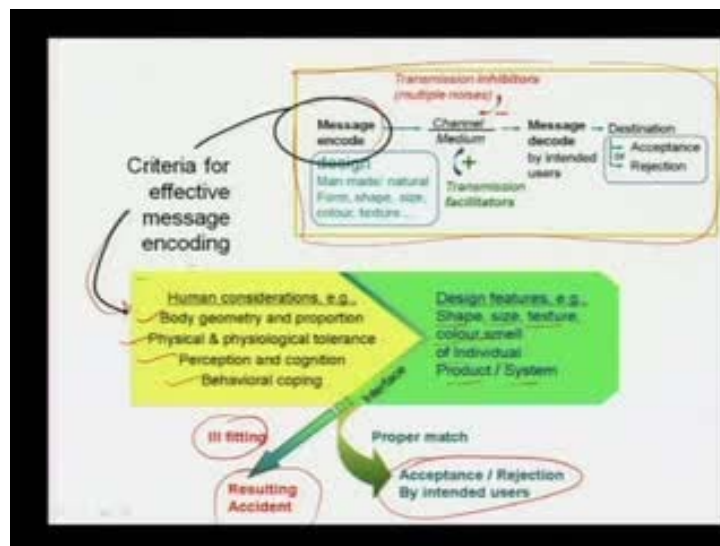 Transmission inhibitors
(multiple noises)
Message
encode
Channel
Medium
Message
decode
by intended
users
Destination
Acceptance
or
Rejection
design
Man made/ natural
Form, shape, size,
colour, texture...
+
Transmission
facilitators
Criteria for
effective
message
encoding
Human considerations, e.g.,
Body geometry and proportion
Physical & physiological tolerance
Perception and cognition
Behavioral coping
Design features, e.g.,
Shape, size, texture,
colour,smell
of Individual
Product / System
Interface
Ill fitting
Proper match
Resulting
Accident
Acceptance / Rejection
By intended users